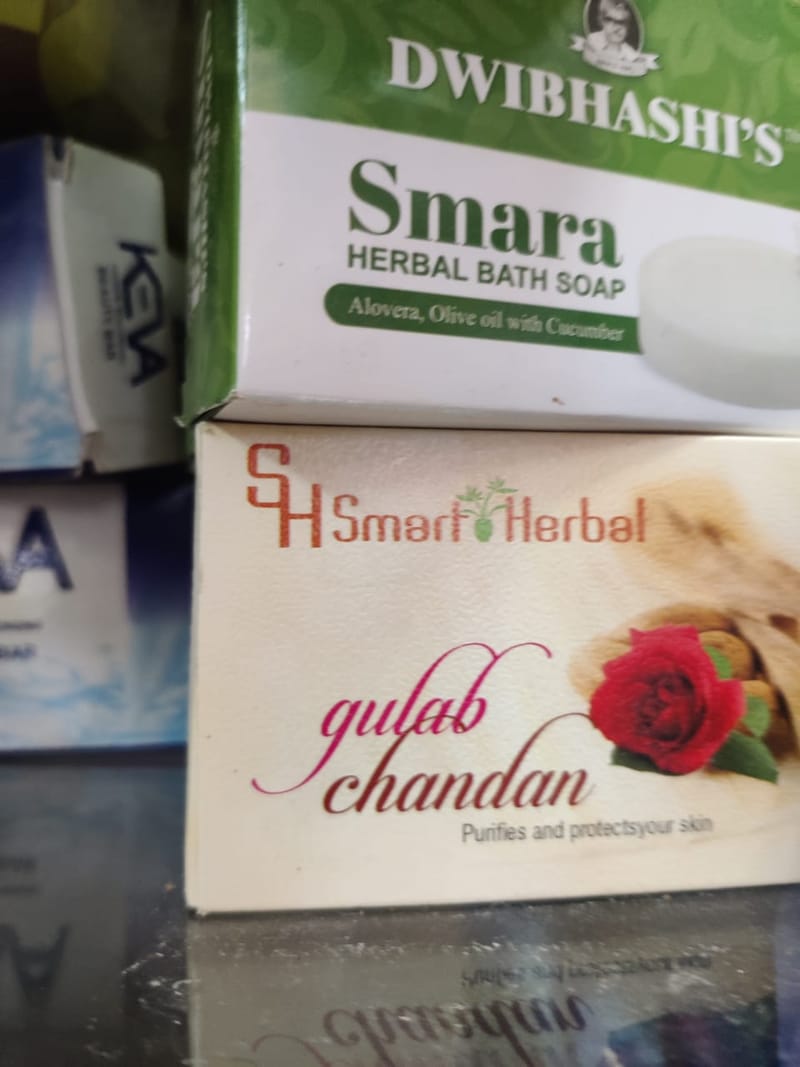 DWIBHASHI'S
Smara
HERBAL BATH SOAP
Alovera, Olive oil with Cucumber
KEVA
SH Smart Herbal
gulab
chandan
Purifies and protectsyour skin